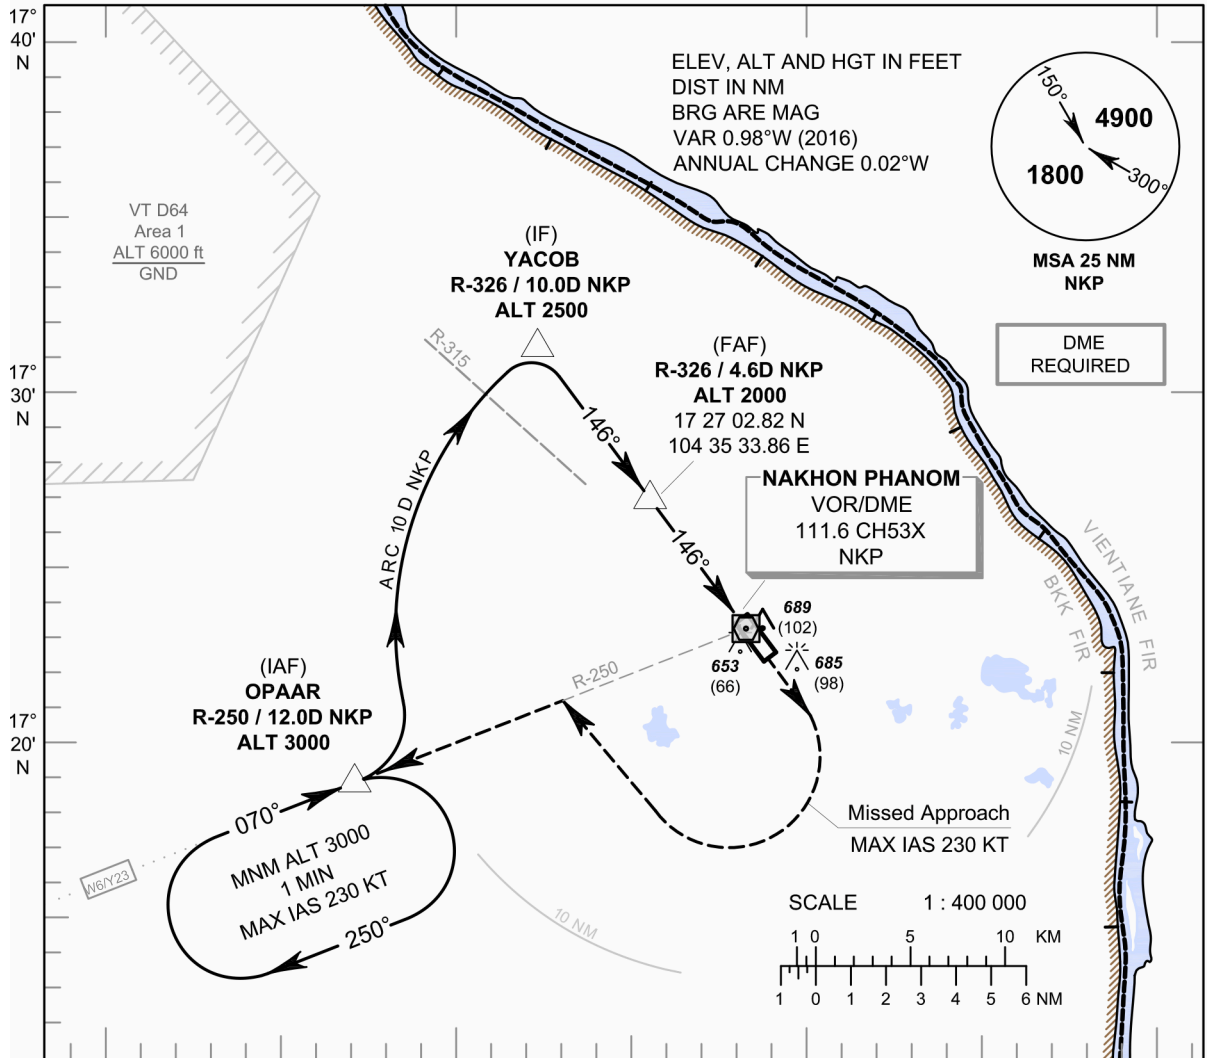 17°
40'
N
ELEV, ALT AND HGT IN FEET
DIST IN NM
BRG ARE MAG
VAR 0.98°W (2016)
ANNUAL CHANGE 0.02°W
150°
4900
1800
300°
MSA 25 NM
NKP
DME
REQUIRED
VT D64
Area 1
ALT 6000 ft
GND
(IF)
YACOB
R-326 / 10.0D NKP
ALT 2500
R-315
(FAF)
R-326 / 4.6D NKP
ALT 2000
17 27 02.82 N
104 35 33.86 E
17°
30'
N
146°
ARC 10 D NKP
NAKHON PHANOM
VOR/DME
111.6 CH53X
NKP
146°
VIENTIANE FIR
BKK FIR
689
(102)
653
(66)
685
(98)
R-250
(IAF)
OPAAR
R-250 / 12.0D NKP
ALT 3000
17°
20'
N
10 NM
070°
MNM ALT 3000
1 MIN
MAX IAS 230 KT
250°
W6/Y23
Missed Approach
MAX IAS 230 KT
10 NM
SCALE 1 : 400 000
1 0 5 10 KM
1 0 1 2 3 4 5 6 NM